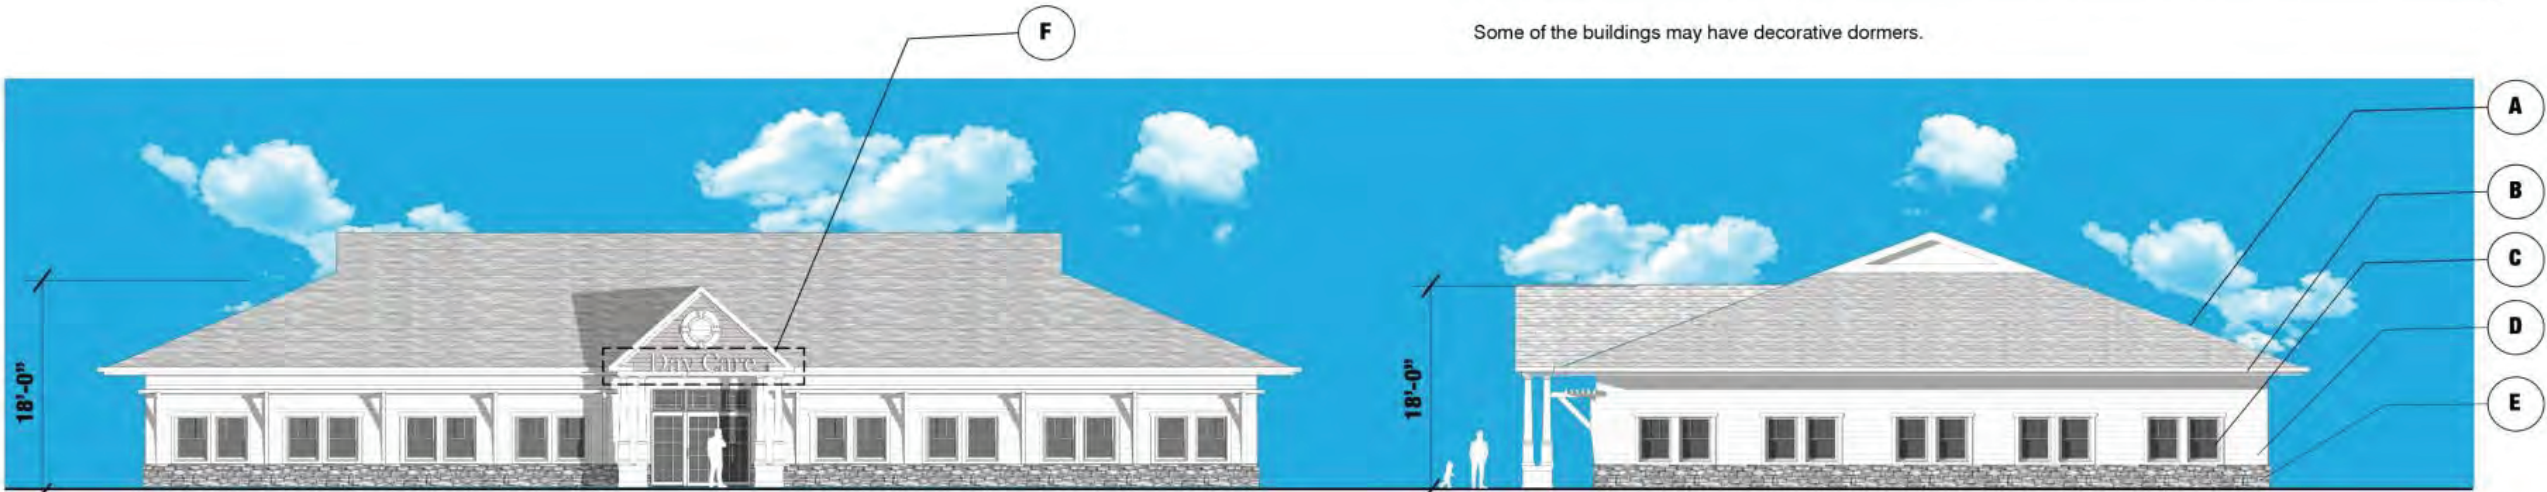 F
Some of the buildings may have decorative dormers.
A
B
C
D
E
18'-0"
Day Care
18'-0"